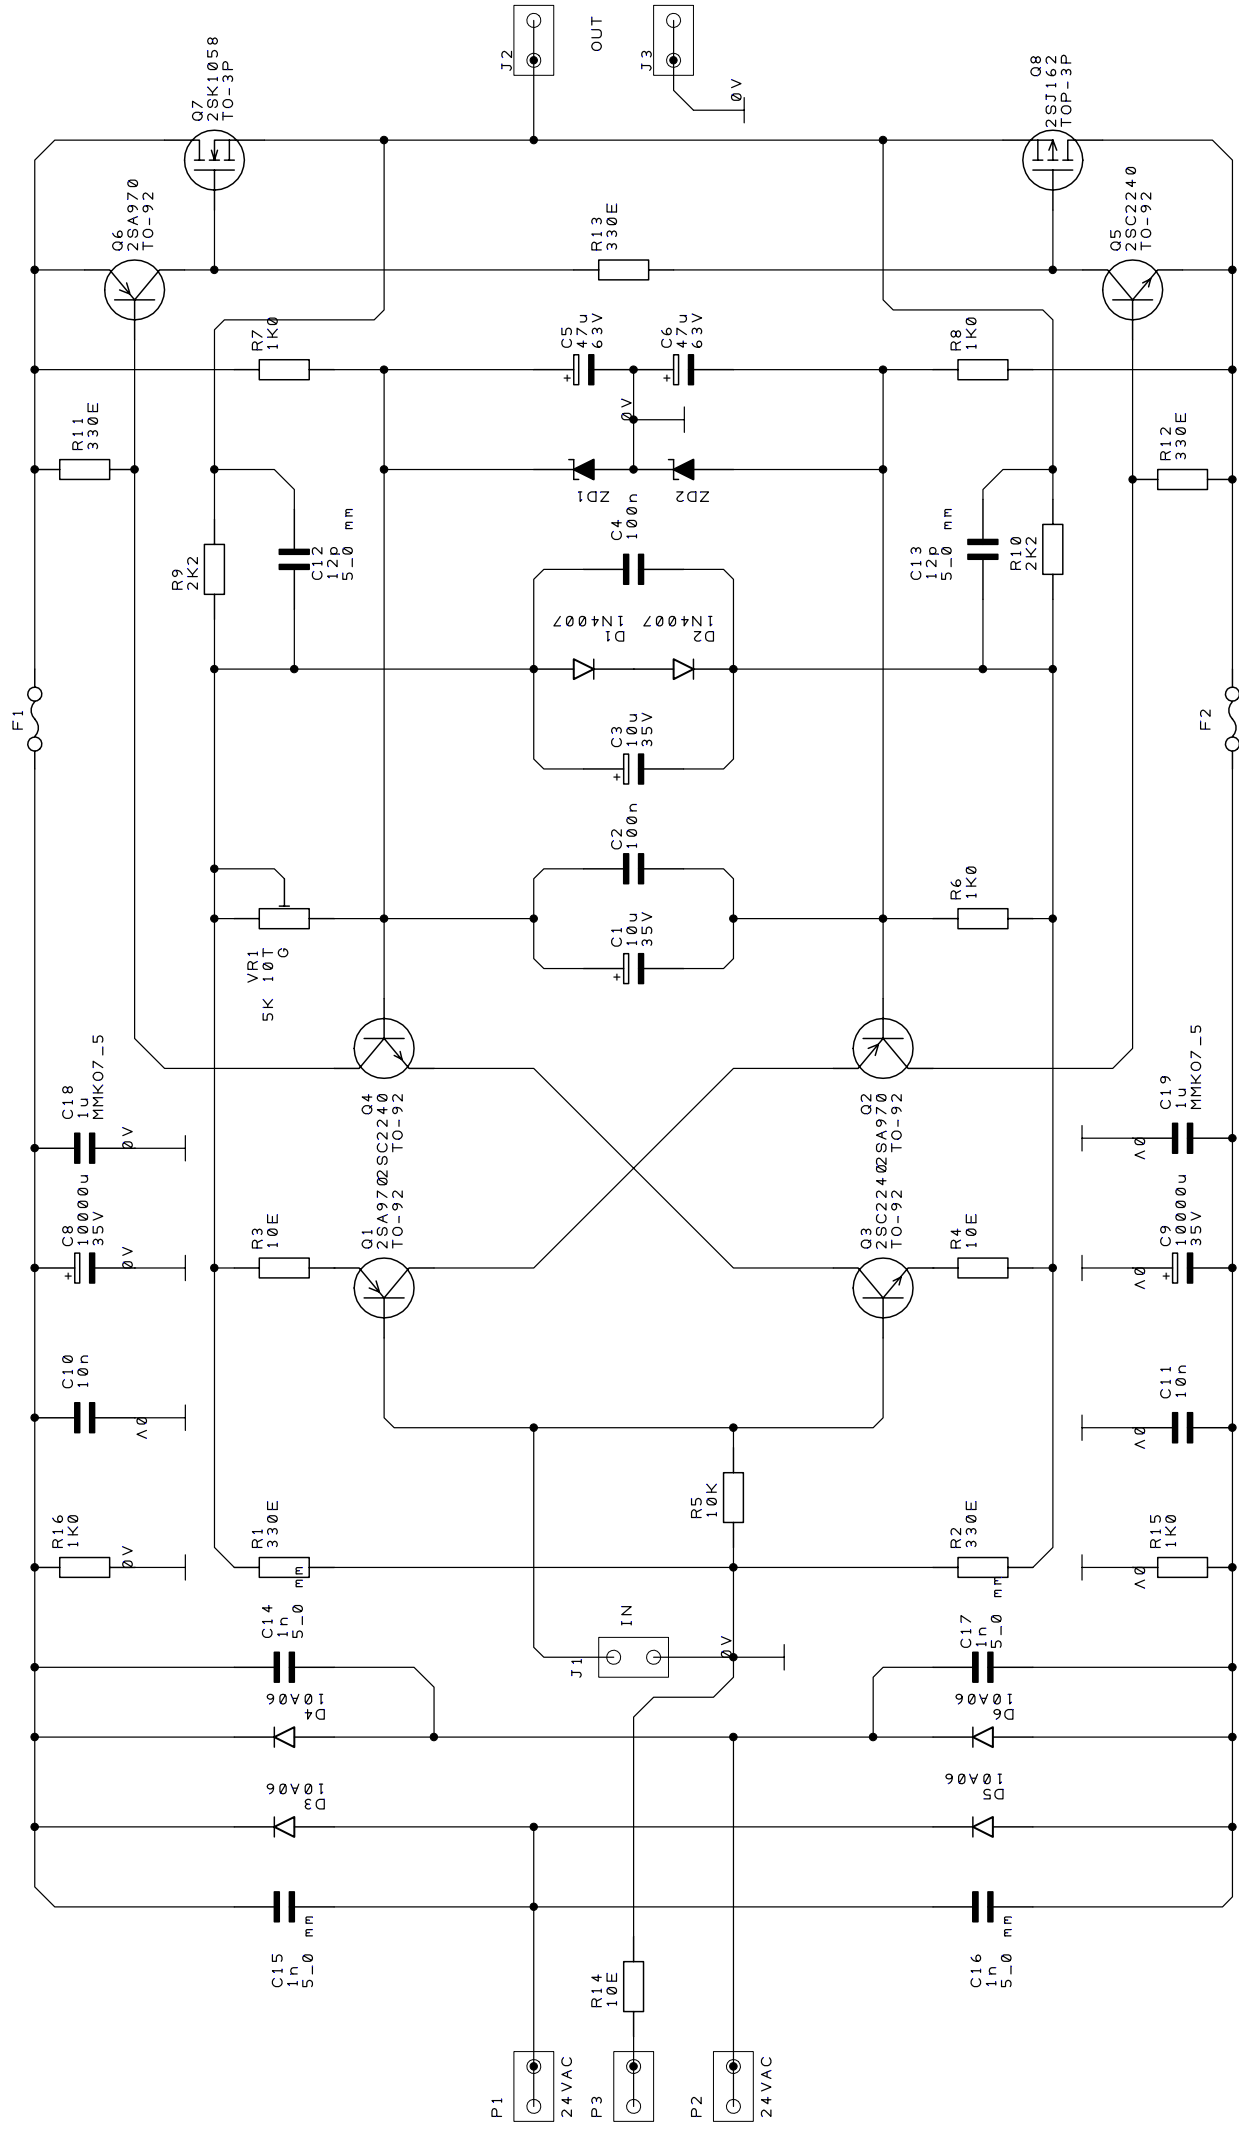 J2
OUT
J3
0V
Q7
2SK1058
TO-3P
Q8
2SJ162
TOP-3P
Q6
2SA970
TO-92
R13
330E
Q5
2SC2240
TO-92
R7
1K0
C5
47u
63V
C6
47u
63V
R8
1K0
0V
R11
330E
R12
330E
ZD1
ZD2
R9
2K2
C12
12p
5_0 mm
C4
100n
C13
12p
5_0 mm
R10
2K2
1N4007
D1
1N4007
D2
F1
F2
C3
10u
35V
C2
100n
VR1
5K 10T
G
C1
10u
35V
R6
1K0
C18
1u
MMK07_5
0V
Q4
2SC2240
TO-92
Q2
2SA970
TO-92
C19
1u
MMK07_5
0V
C8
10000u
35V
0V
R3
10E
Q1
2SA970
TO-92
Q3
2SC2240
TO-92
R4
10E
C9
10000u
35V
0V
C10
10n
0V
C11
10n
0V
R5
10K
R16
1K0
0V
R1
330E
R2
330E
R15
1K0
0V
C14
1n
5_0 mm
IN
J1
0V
C17
1n
5_0 mm
10A06
D4
10A06
D6
10A06
D3
10A06
D5
C15
1n
5_0 mm
R14
10E
C16
1n
5_0 mm
P1
24VAC
P3
P2
24VAC